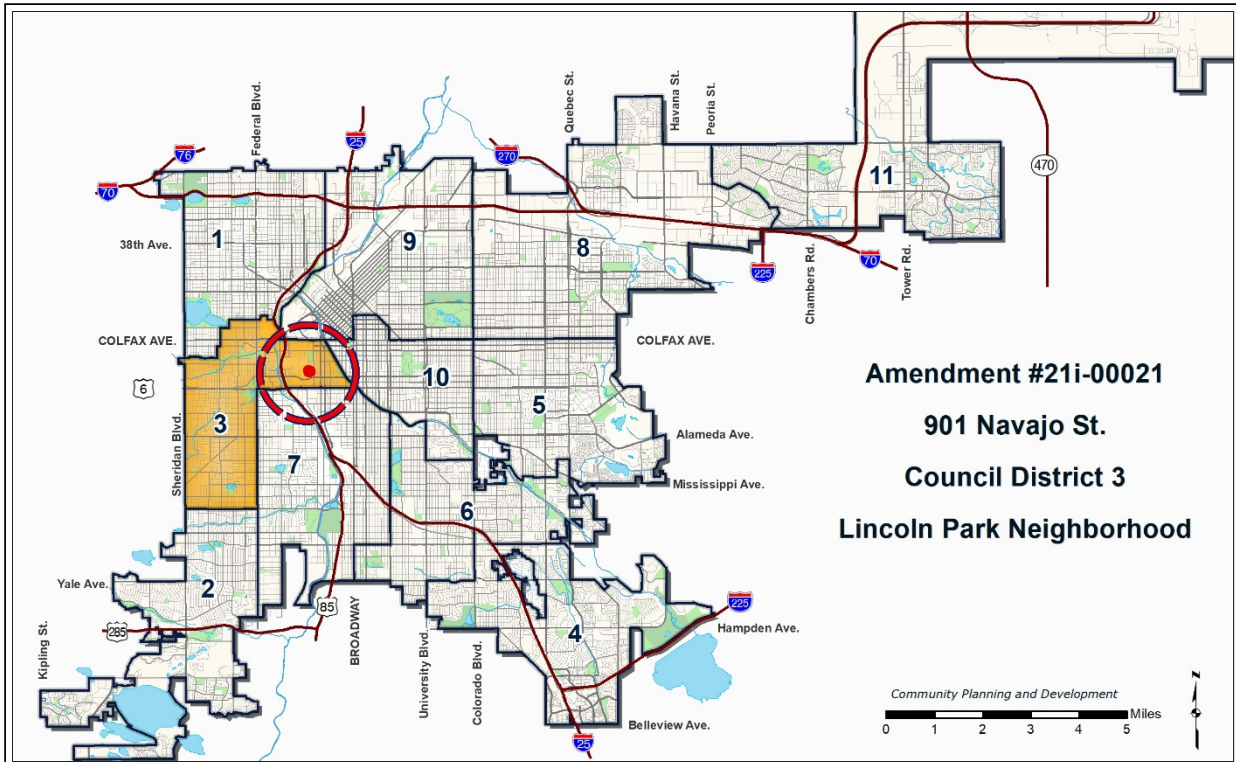 Federal Blvd.
Quebec St.
Havana St.
Peoria St.
76
25
270
70
470
11
38th Ave.
1
9
8
225
Chambers Rd.
70
Tower Rd.
COLFAX AVE.
COLFAX AVE.
6
10
3
5
Sheridan Blvd.
7
Alameda Ave.
Mississippi Ave.
6
Amendment #21i-00021
901 Navajo St.
Council District 3
Lincoln Park Neighborhood
Yale Ave.
2
85
285
BROADWAY
University Blvd.
Colorado Blvd.
4
225
Hampden Ave.
Kipling St.
Belleview Ave.
25
Community Planning and Development
0 1 2 3 4 5 Miles
N